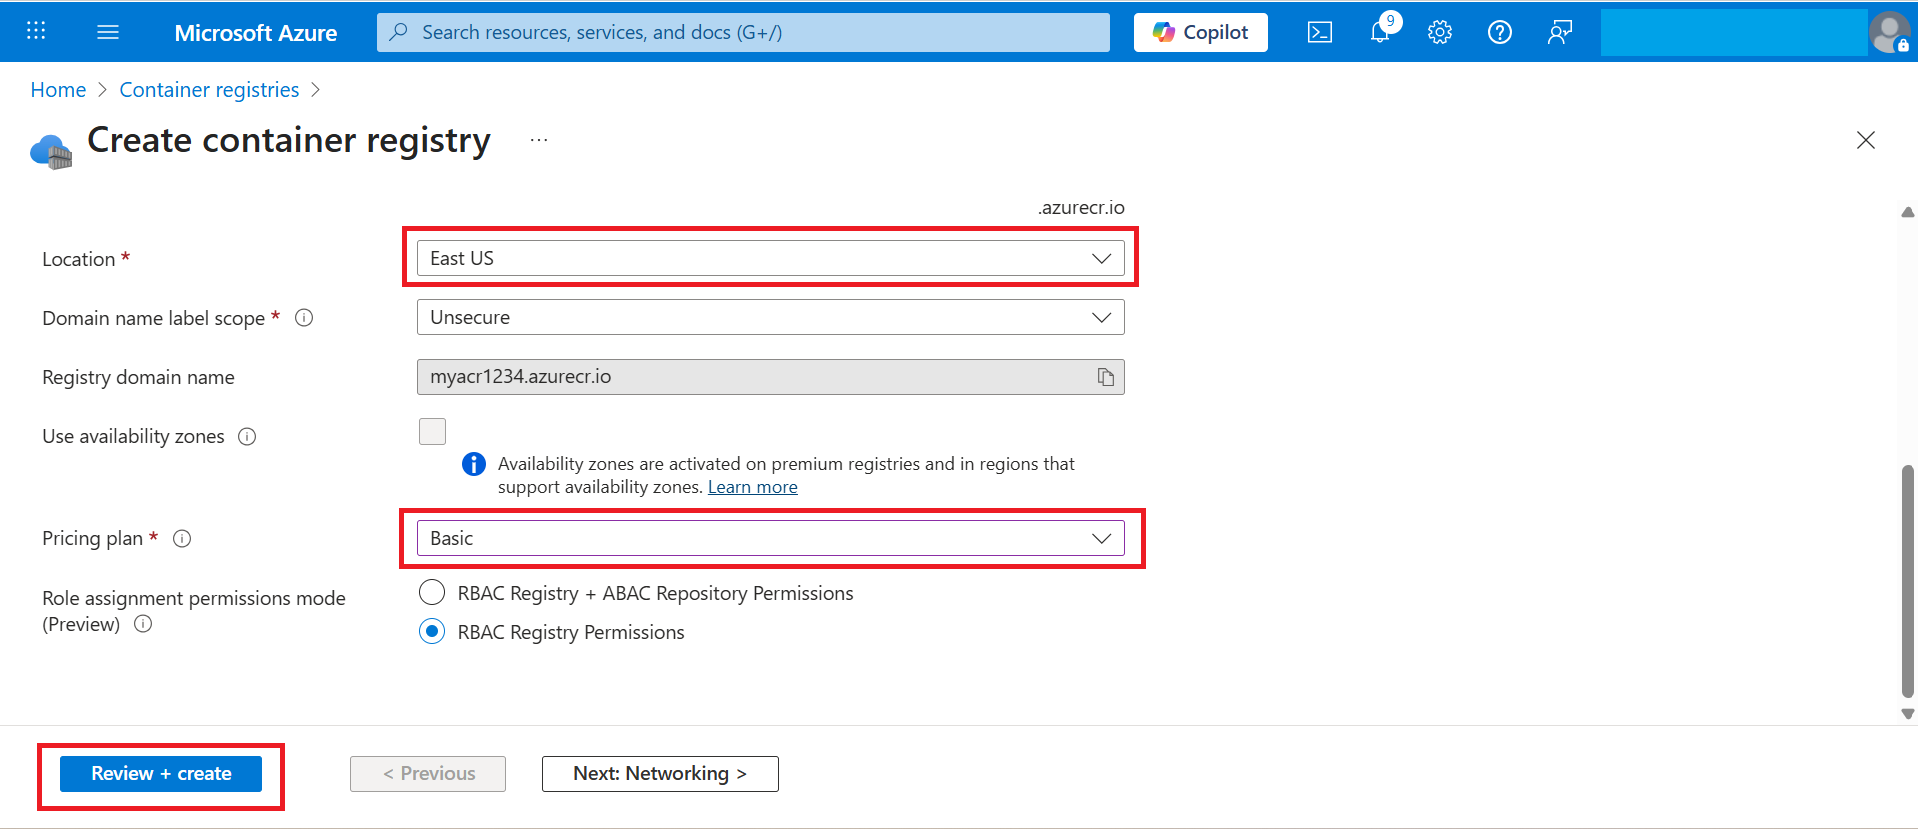 Microsoft Azure
Search resources, services, and docs (G+/)
Copilot
9
Home > Container registries >
Create container registry ...
.azurecr.io
Location *
East US
Domain name label scope *
Unsecure
Registry domain name
myacr1234.azurecr.io
Use availability zones
Availability zones are activated on premium registries and in regions that
support availability zones. Learn more
Pricing plan *
Basic
Role assignment permissions mode
(Preview)
RBAC Registry + ABAC Repository Permissions
RBAC Registry Permissions
Review + create
< Previous
Next: Networking >